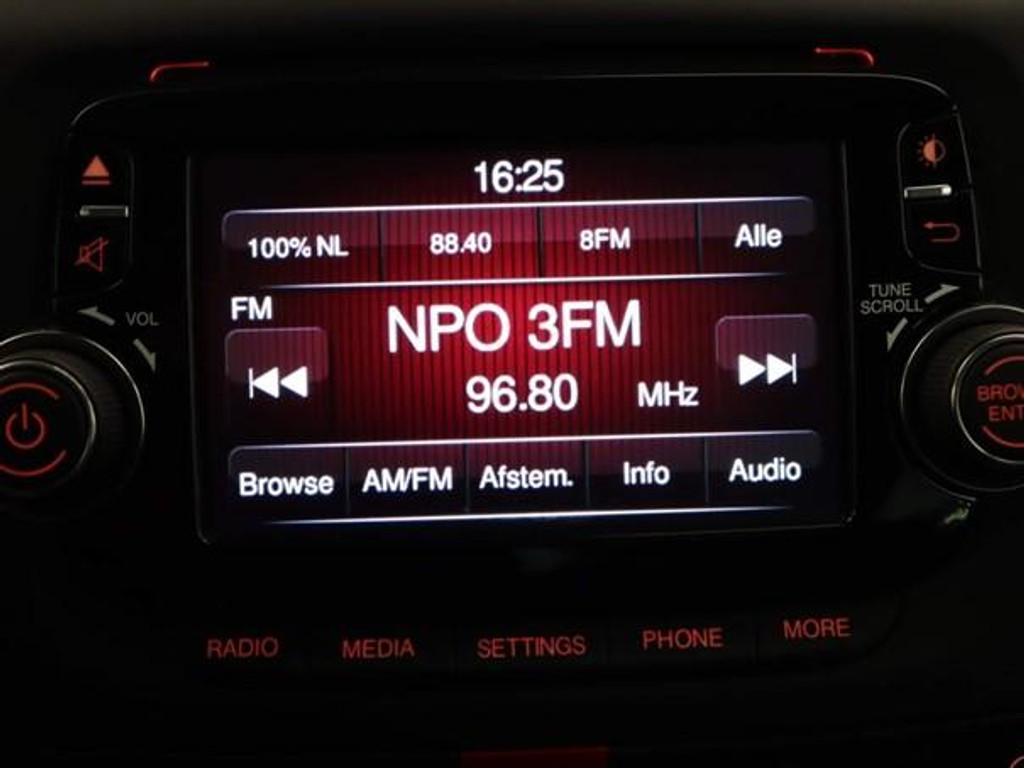 16:25
100% NL 88.40 8FM Alle
VOL
FM
TUNE
SCROLL
NPO 3FM
96.80 MHz
Browse AM/FM Afstem. Info Audio
RADIO MEDIA SETTINGS PHONE MORE